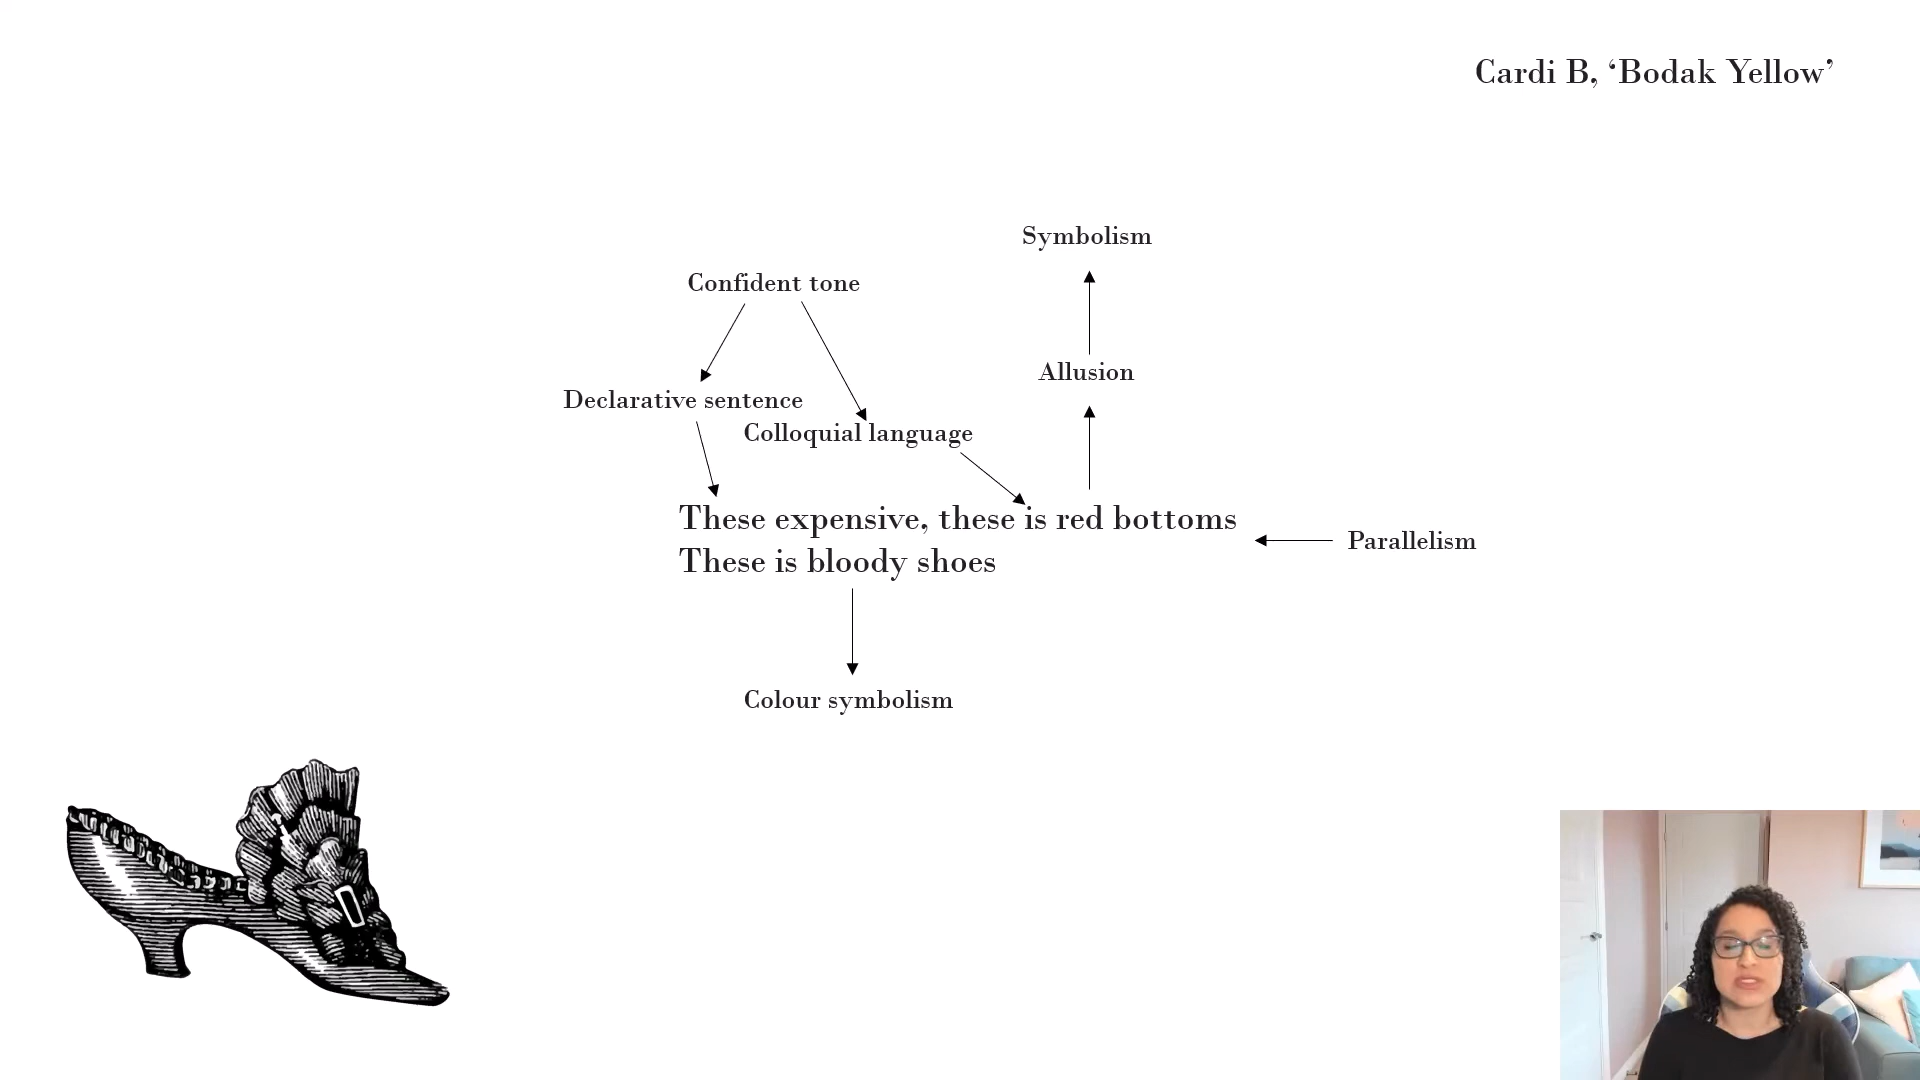 Cardi B, ‘Bodak Yellow’
Symbolism
Confident tone
Allusion
Declarative sentence
Colloquial language
These expensive, these is red bottoms
These is bloody shoes
Parallelism
Colour symbolism